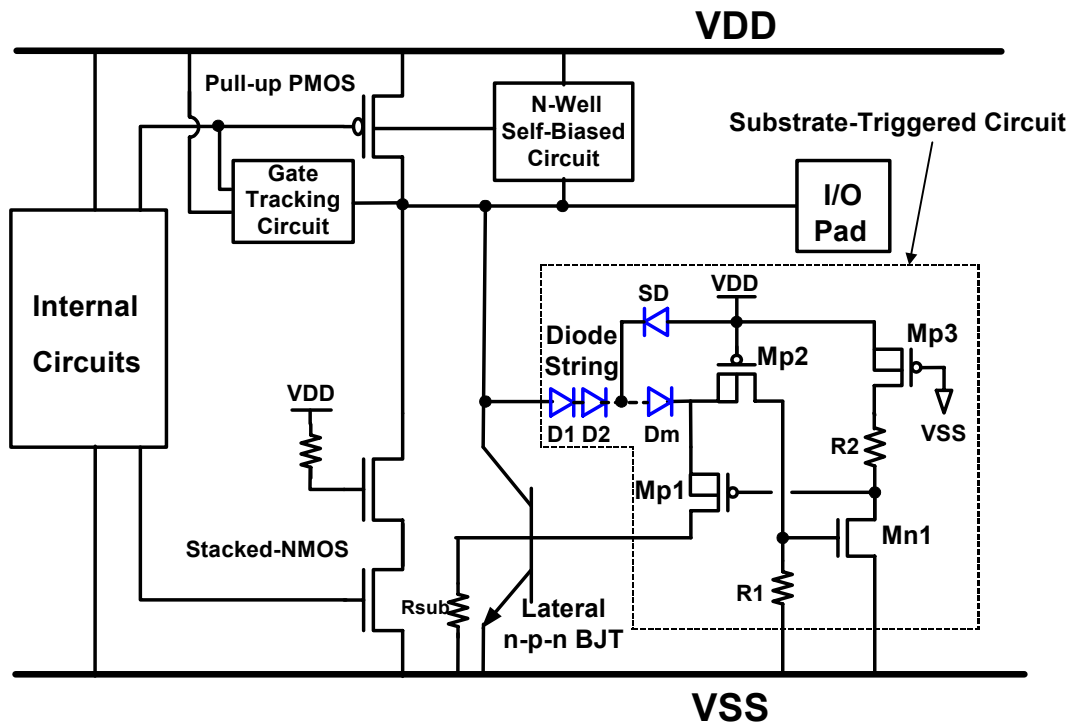 VDD
Pull-up PMOS
N-Well
Self-Biased
Circuit
Substrate-Triggered Circuit
Gate
Tracking
Circuit
I/O
Pad
Internal
Circuits
SD
VDD
Mp3
Diode
String
Mp2
VDD
D1
D2
Dm
VSS
R2
Mp1
Mn1
Stacked-NMOS
R1
Rsub
Lateral
n-p-n BJT
VSS